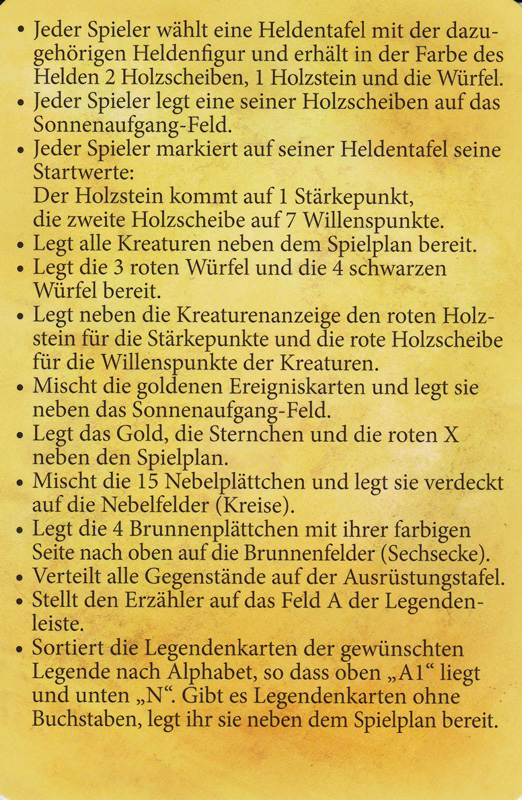 • Jeder Spieler wählt eine Heldentafel mit der dazu-
gehörigen Heldenfigur und erhält in der Farbe des
Helden 2 Holzscheiben, 1 Holzstein und die Würfel.
• Jeder Spieler legt eine seiner Holzscheiben auf das
Sonnenaufgang-Feld.
• Jeder Spieler markiert auf seiner Heldentafel seine
Startwerte:
Der Holzstein kommt auf 1 Stärkepunkt,
die zweite Holzscheibe auf 7 Willenspunkte.
• Legt alle Kreaturen neben dem Spielplan bereit.
• Legt die 3 roten Würfel und die 4 schwarzen
Würfel bereit.
• Legt neben die Kreaturenanzeige den roten Holz-
stein für die Stärkepunkte und die rote Holzscheibe
für die Willenspunkte der Kreaturen.
• Mischt die goldenen Ereigniskarten und legt sie
neben das Sonnenaufgang-Feld.
• Legt das Gold, die Sternchen und die roten X
neben den Spielplan.
• Mischt die 15 Nebelplättchen und legt sie verdeckt
auf die Nebelfelder (Kreise).
• Legt die 4 Brunnenplättchen mit ihrer farbigen
Seite nach oben auf die Brunnenfelder (Sechsecke).
• Verteilt alle Gegenstände auf der Ausrüstungstafel.
• Stellt den Erzähler auf das Feld A der Legenden-
leiste.
• Sortiert die Legendenkarten der gewünschten
Legende nach Alphabet, so dass oben „A1“ liegt
und unten „N“. Gibt es Legendenkarten ohne
Buchstaben, legt ihr sie neben dem Spielplan bereit.